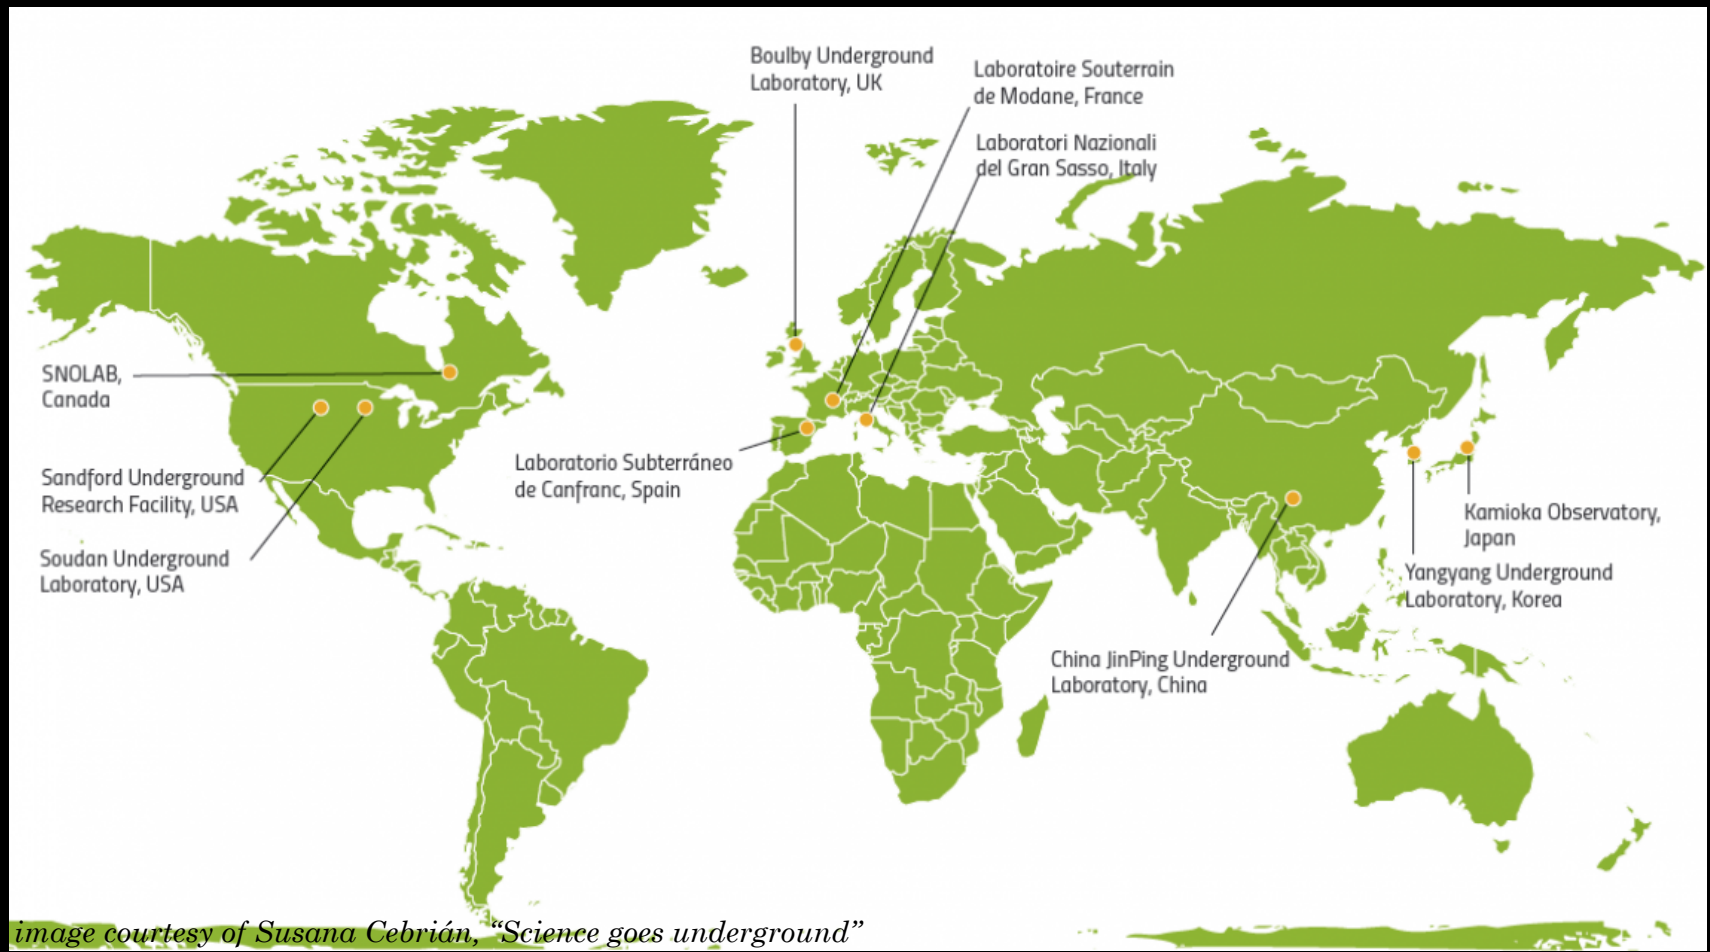 Boulby Underground
Laboratory, UK
Laboratoire Souterrain
de Modane, France
Laboratori Nazionali
del Gran Sasso, Italy
SNOLAB,
Canada
Sandford Underground
Research Facility, USA
Soudan Underground
Laboratory, USA
Laboratorio Subterráneo
de Canfranc, Spain
Kamioka Observatory,
Japan
Yangyang Underground
Laboratory, Korea
China JinPing Underground
Laboratory, China
image courtesy of Susana Cebrián, “Science goes underground”